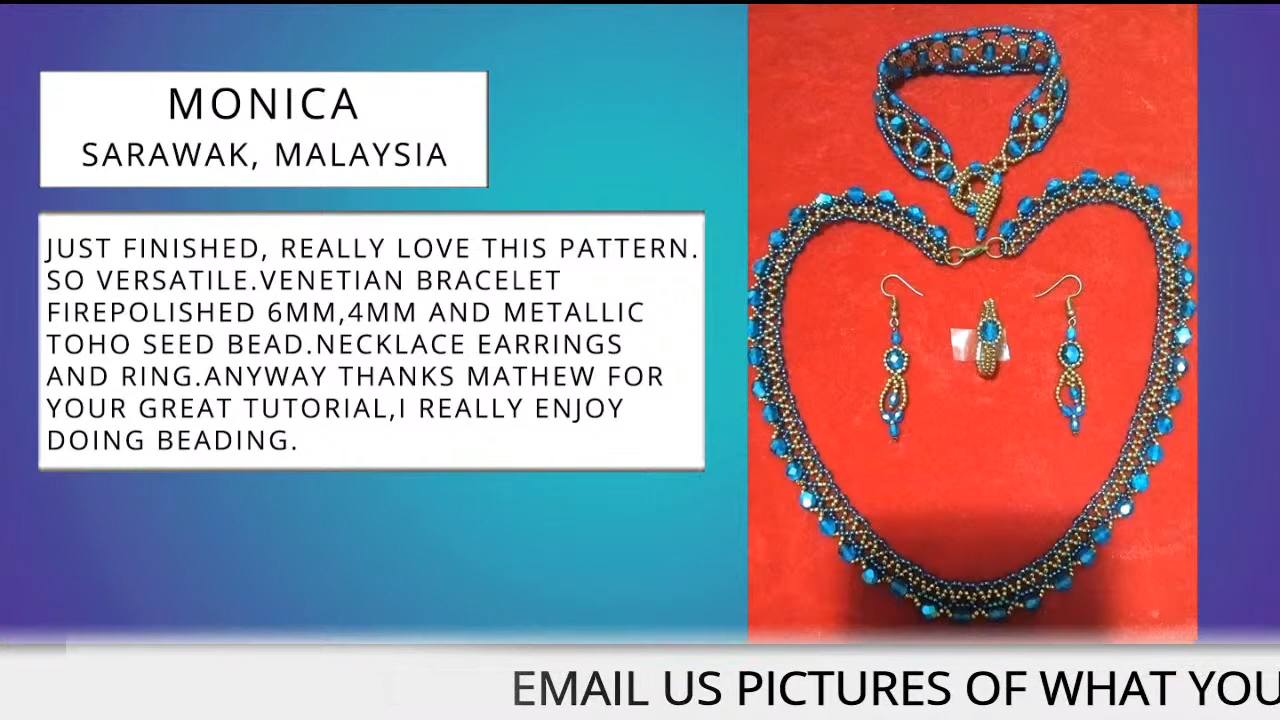 MONICA
SARAWAK, MALAYSIA
JUST FINISHED, REALLY LOVE THIS PATTERN.
SO VERSATILE.VENETIAN BRACELET
FIREPOLISHED 6MM,4MM AND METALLIC
TOHO SEED BEAD.NECKLACE EARRINGS
AND RING.ANYWAY THANKS MATHEW FOR
YOUR GREAT TUTORIAL,I REALLY ENJOY
DOING BEADING.
EMAIL US PICTURES OF WHAT YOU